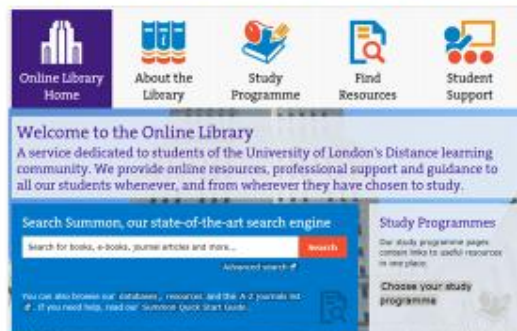 Online Library
Home
About the
Library
Study
Programme
Find
Resources
Student
Support
Welcome to the Online Library
A service dedicated to students of the University of London's Distance learning
community. We provide online resources, professional support and guidance to
all our students whenever, and from wherever they have chosen to study.
Search Summon, our state-of-the-art search engine
Search for books, e-books, journal articles and more...
Search
Advanced search
You can also browse our databases, resources and the A-Z journals list
. If you need help, read our Summon Quick Start Guide.
Study Programmes
Our study programme pages
contain links to useful resources
in one place.
Choose your study
programme